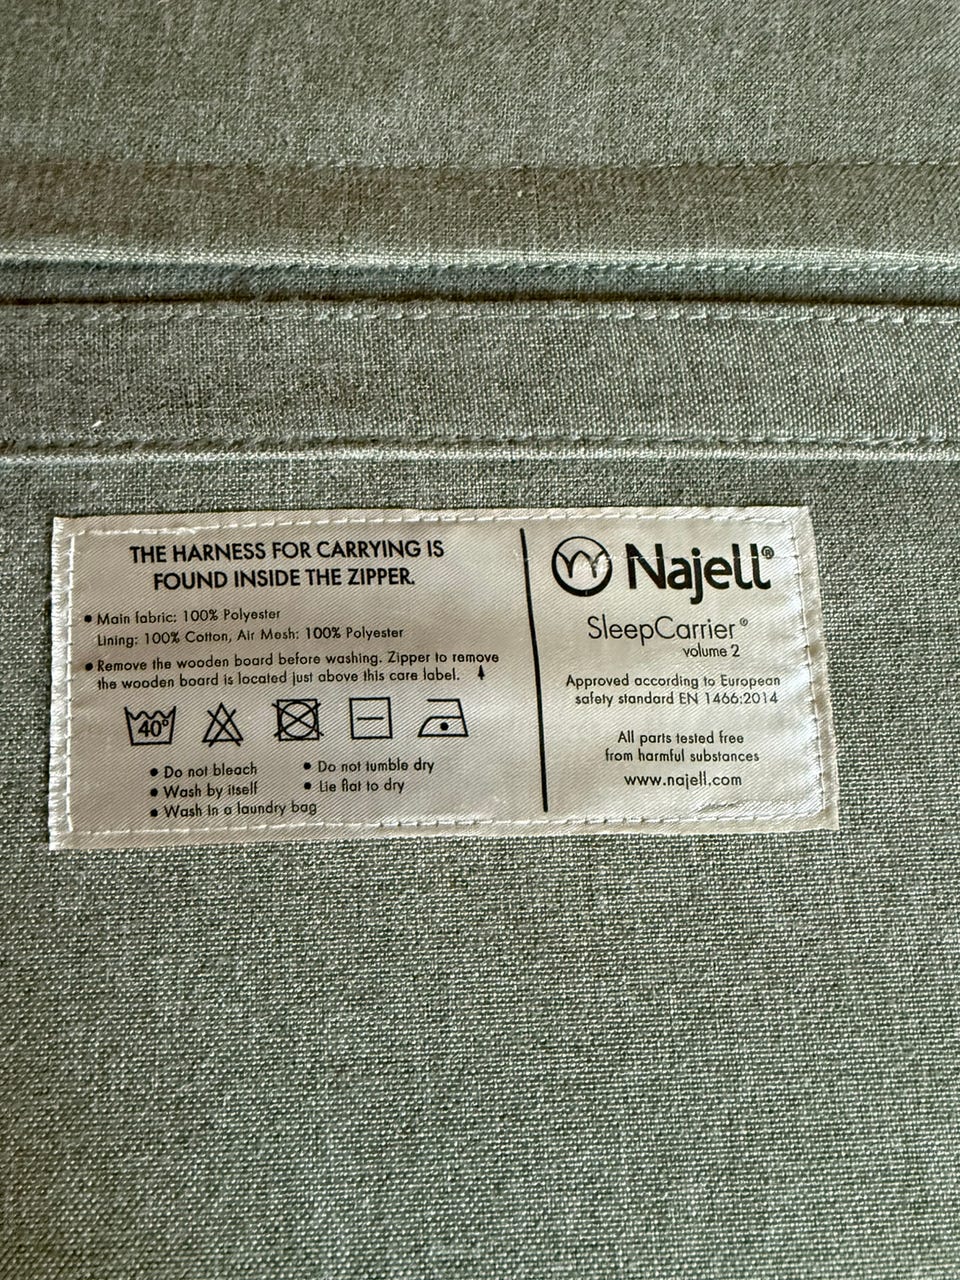 THE HARNESS FOR CARRYING IS
FOUND INSIDE THE ZIPPER.
• Main fabric: 100% Polyester
Lining: 100% Cotton, Air Mesh: 100% Polyester
• Remove the wooden board before washing. Zipper to remove
the wooden board is located just above this care label.
40°
• Do not bleach
• Wash by itself
• Wash in a laundry bag
• Do not tumble dry
• Lie flat to dry
Najell®
SleepCarrier®
volume 2
Approved according to European
safety standard EN 1466:2014
All parts tested free
from harmful substances
www.najell.com